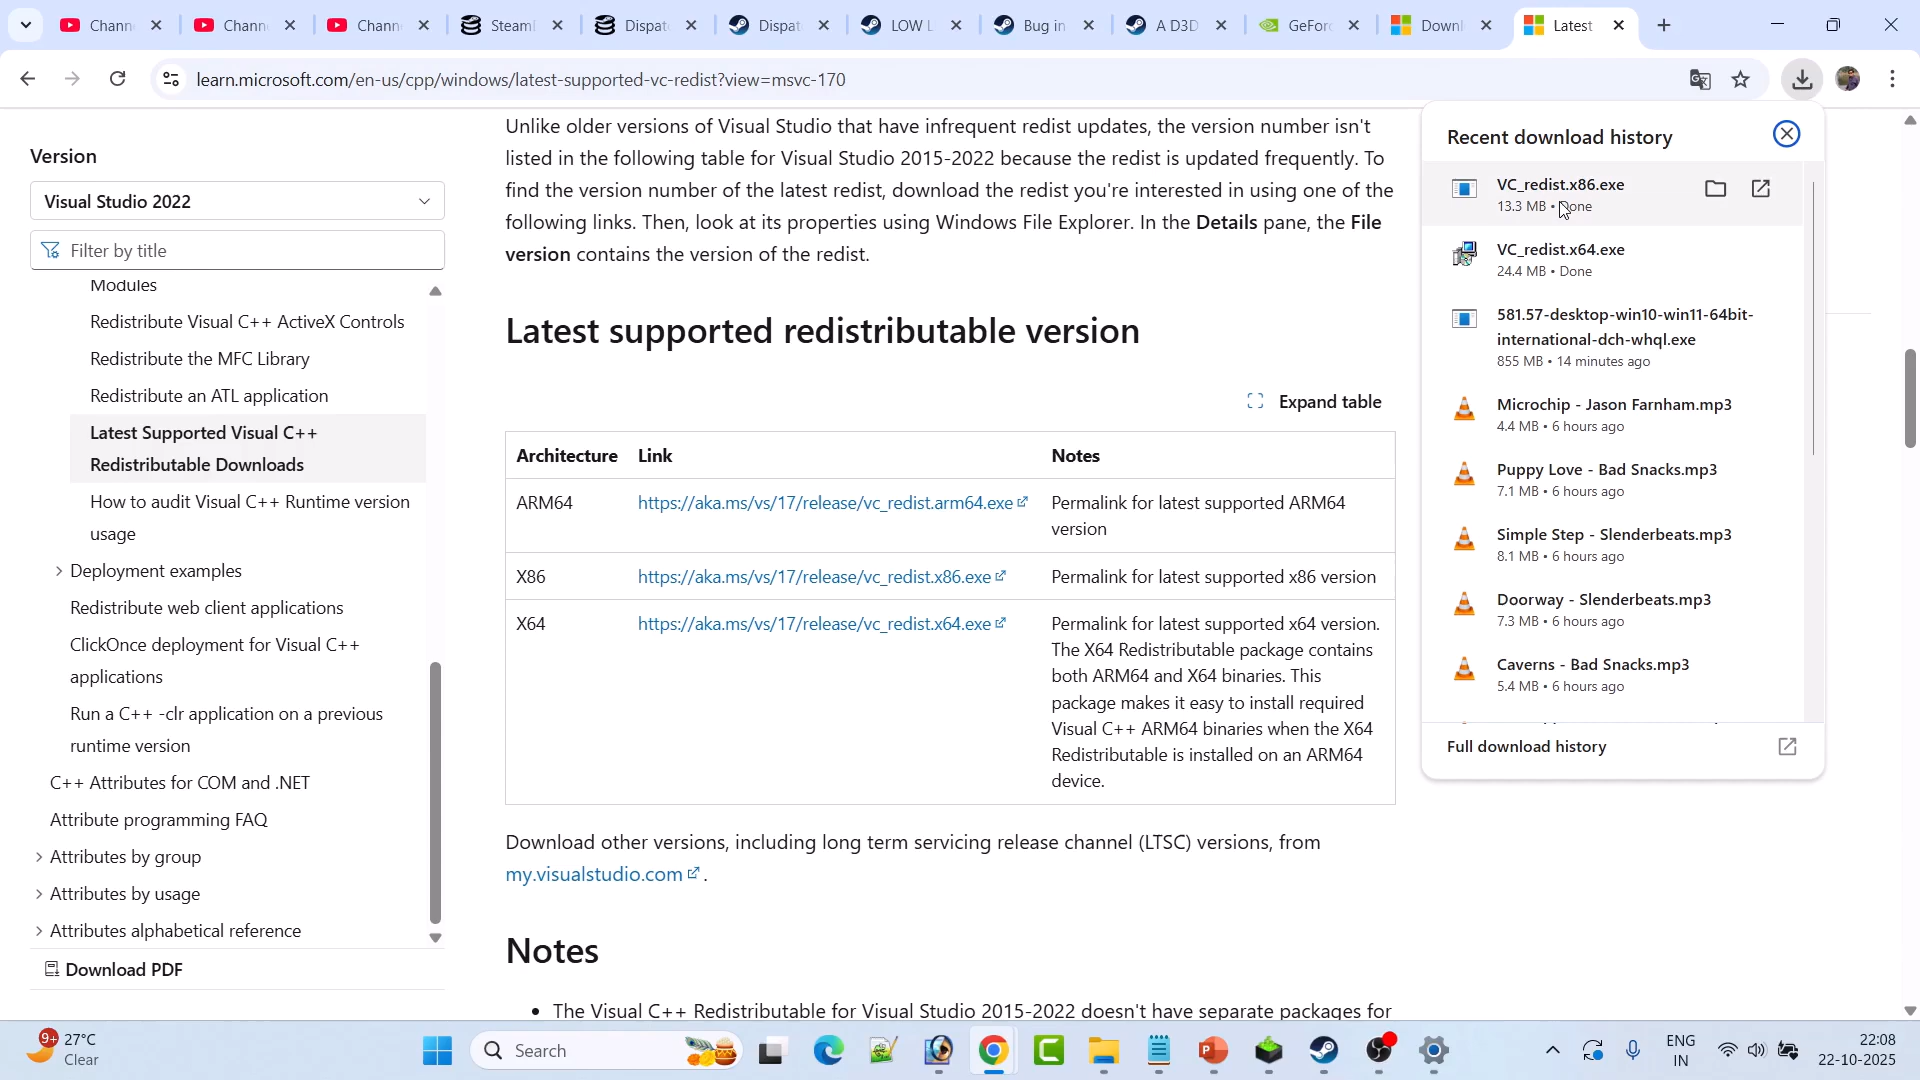 Chann
Chann
Chann
Steam
Dispat
Dispat
LOW L
Bug in
A D3D
GeForc
Downl
Latest
learn.microsoft.com/en-us/cpp/windows/latest-supported-vc-redist?view=msvc-170
Version
Visual Studio 2022
Filter by title
Modules
Redistribute Visual C++ ActiveX Controls
Redistribute the MFC Library
Redistribute an ATL application
Latest Supported Visual C++
Redistributable Downloads
How to audit Visual C++ Runtime version
usage
Deployment examples
Redistribute web client applications
ClickOnce deployment for Visual C++
applications
Run a C++ -clr application on a previous
runtime version
C++ Attributes for COM and .NET
Attribute programming FAQ
Attributes by group
Attributes by usage
Attributes alphabetical reference
Download PDF
Unlike older versions of Visual Studio that have infrequent redist updates, the version number isn't
listed in the following table for Visual Studio 2015-2022 because the redist is updated frequently. To
find the version number of the latest redist, download the redist you're interested in using one of the
following links. Then, look at its properties using Windows File Explorer. In the Details pane, the File
version contains the version of the redist.
Latest supported redistributable version
Expand table
Architecture Link Notes
ARM64 https://aka.ms/vs/17/release/vc_redist.arm64.exe Permalink for latest supported ARM64
version
X86 https://aka.ms/vs/17/release/vc_redist.x86.exe Permalink for latest supported x86 version
X64 https://aka.ms/vs/17/release/vc_redist.x64.exe Permalink for latest supported x64 version.
The X64 Redistributable package contains
both ARM64 and X64 binaries. This
package makes it easy to install required
Visual C++ ARM64 binaries when the X64
Redistributable is installed on an ARM64
device.
Download other versions, including long term servicing release channel (LTSC) versions, from
my.visualstudio.com .
Notes
• The Visual C++ Redistributable for Visual Studio 2015-2022 doesn't have separate packages for
Recent download history
VC_redist.x86.exe
13.3 MB • Done
VC_redist.x64.exe
24.4 MB • Done
581.57-desktop-win10-win11-64bit-
international-dch-whql.exe
855 MB • 14 minutes ago
Microchip - Jason Farnham.mp3
4.4 MB • 6 hours ago
Puppy Love - Bad Snacks.mp3
7.1 MB • 6 hours ago
Simple Step - Slenderbeats.mp3
8.1 MB • 6 hours ago
Doorway - Slenderbeats.mp3
7.3 MB • 6 hours ago
Caverns - Bad Snacks.mp3
5.4 MB • 6 hours ago
Full download history
9+
27°C
Clear
Search
ENG
IN
22:08
22-10-2025